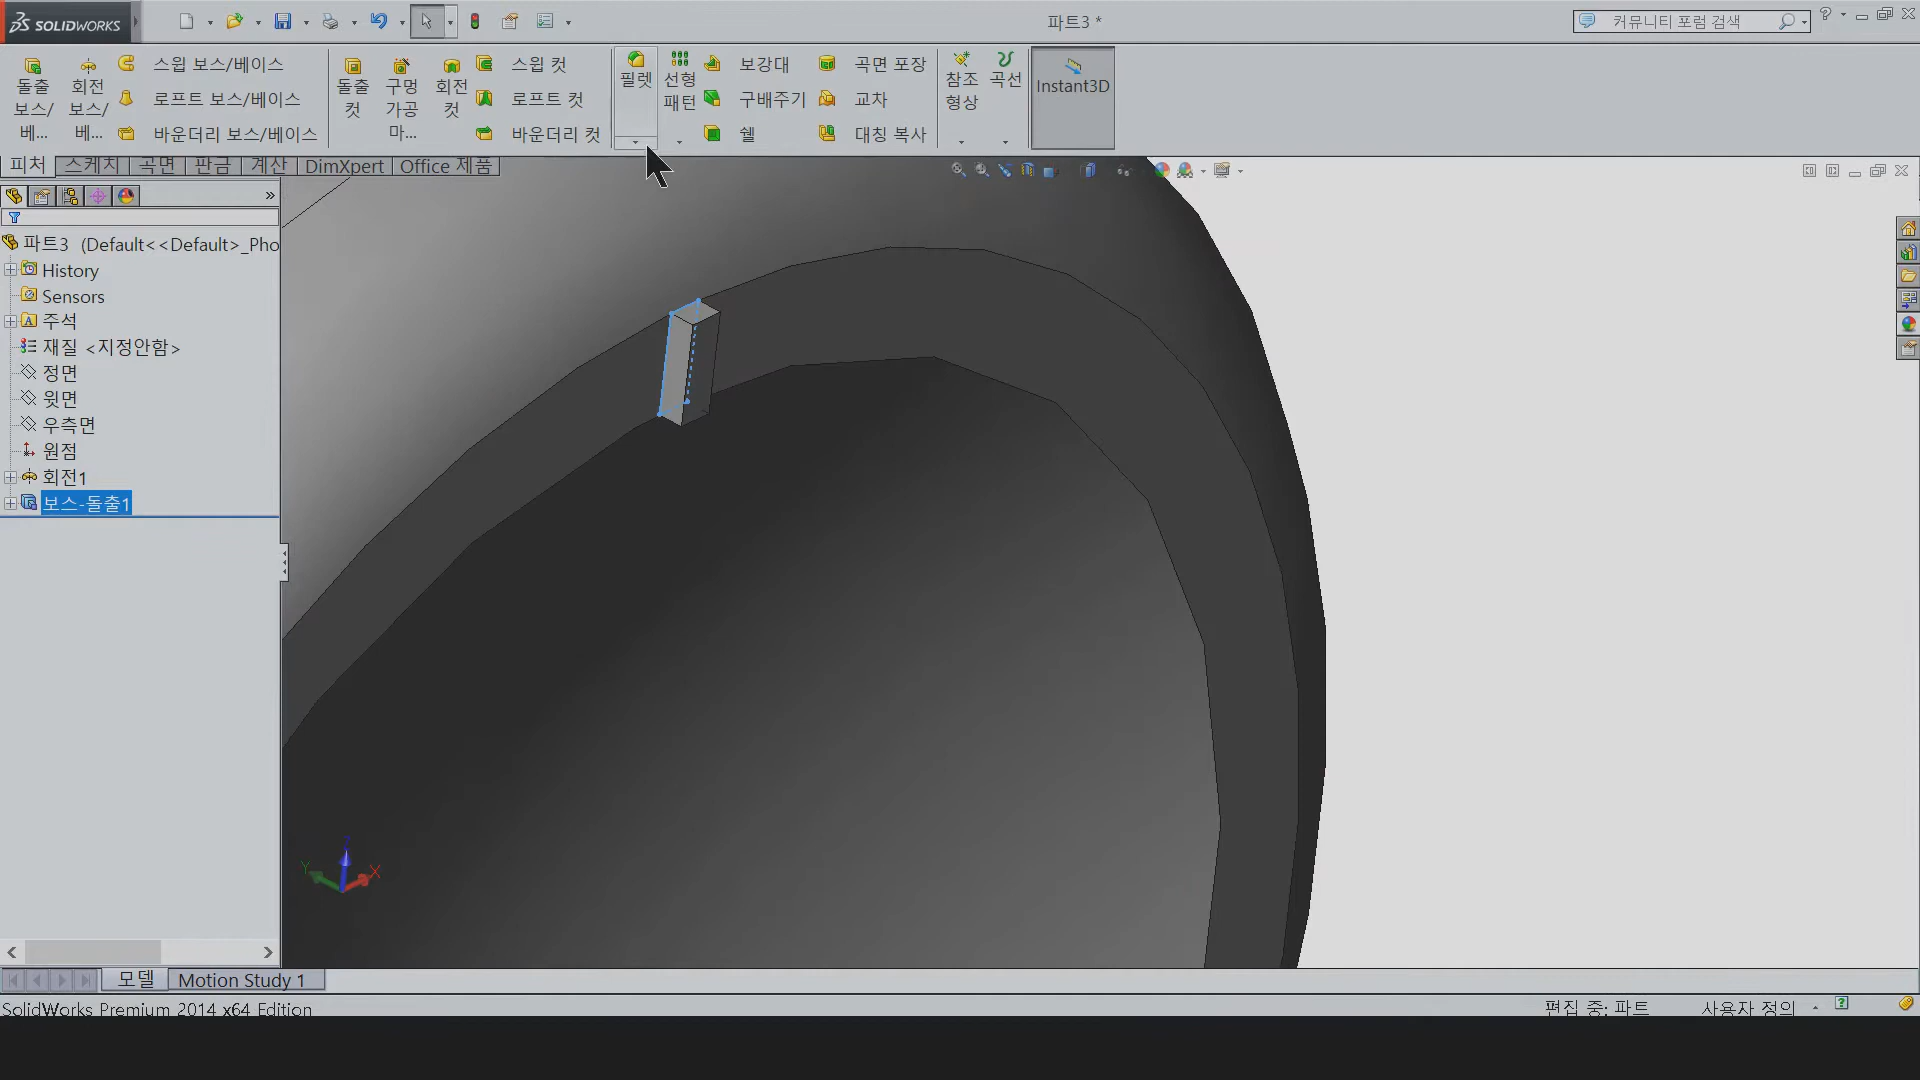 SOLIDWORKS
파트3 *
커뮤니티 포럼 검색
돌출 보스/베...
회전 보스/베...
스윕 보스/베이스
로프트 보스/베이스
바운더리 보스/베이스
돌출 컷
구멍 가공 마...
회전 컷
스윕 컷
로프트 컷
바운더리 컷
필렛
선형 패턴
보강대
구배주기
쉘
곡면 포장
교차
대칭 복사
참조 형상
곡선
Instant3D
피처 스케치 곡면 판금 계산 DimXpert Office 제품
파트3 (Default<<Default>_Pho
History
Sensors
주석
재질 <지정안함>
정면
윗면
우측면
원점
회전1
보스-돌출1
Z
Y
X
모델 Motion Study 1
SolidWorks Premium 2014 x64 Edition
편집 중: 파트
사용자 정의